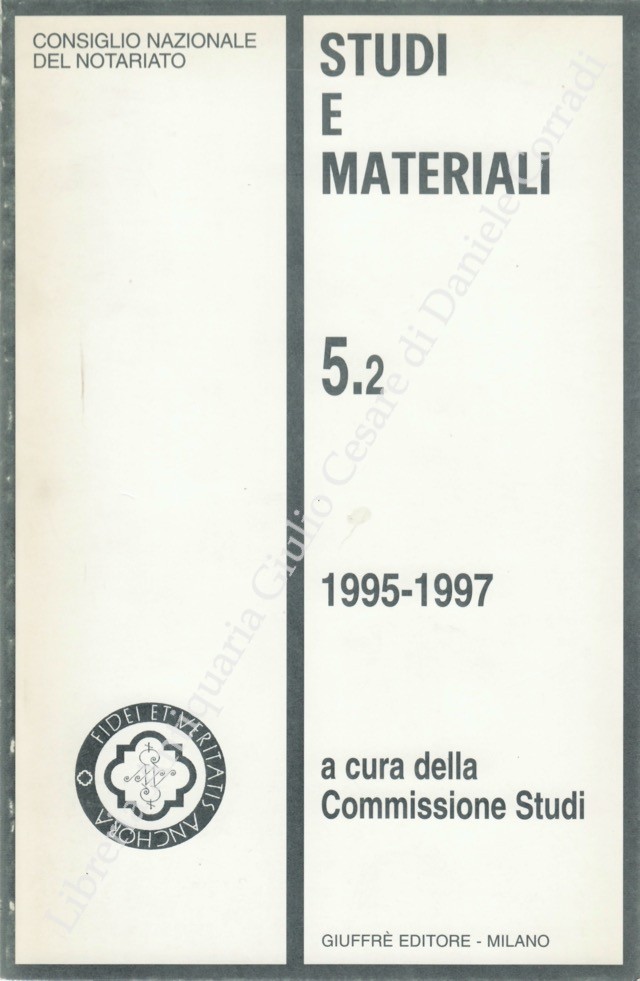 CONSIGLIO NAZIONALE
DEL NOTARIATO
STUDI
E
MATERIALI
5.2
1995-1997
FIDEI ET VERITATIS ANCHORA
a cura della
Commissione Studi
GIUFFRÈ EDITORE - MILANO
Libreria Antiquaria Giulio Cesare di Daniele Corradi